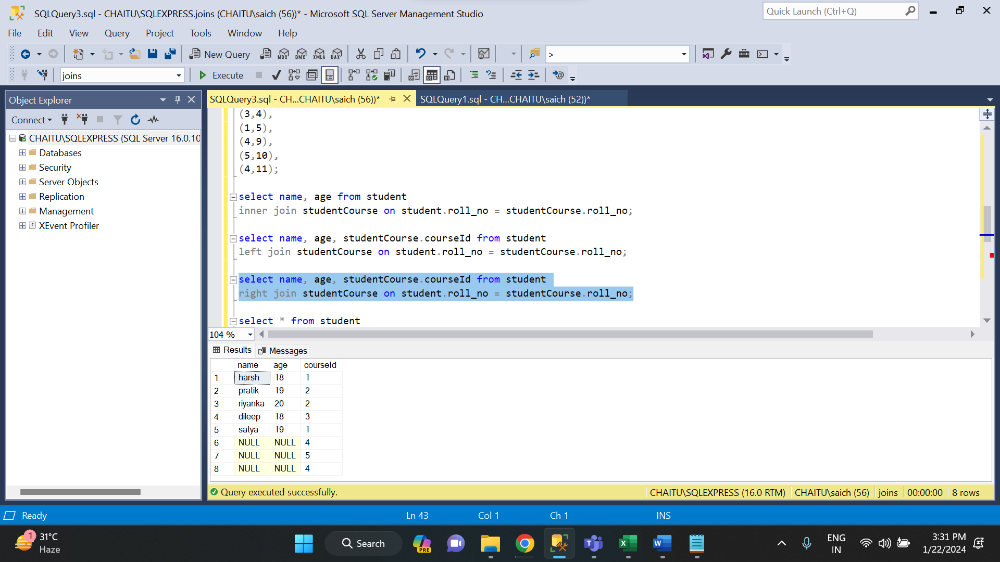 SQLQuery3.sql - CHAITU\SQLEXPRESS.joins (CHAITU\saich (56))* - Microsoft SQL Server Management Studio
Quick Launch (Ctrl+Q)
File Edit View Query Project Tools Window Help
New Query MDX DMX XMLA DAX >
joins Execute
Object Explorer
SQLQuery3.sql - CH...CHAITU\saich (56))* SQLQuery1.sql - CH...CHAITU\saich (52))*
Connect
CHAITU\SQLEXPRESS (SQL Server 16.0.10
Databases
Security
Server Objects
Replication
Management
XEvent Profiler
(3,4),
(1,5),
(4,9),
(5,10),
(4,11);
select name, age from student
inner join studentCourse on student.roll_no = studentCourse.roll_no;
select name, age, studentCourse.courseId from student
left join studentCourse on student.roll_no = studentCourse.roll_no;
select name, age, studentCourse.courseId from student
right join studentCourse on student.roll_no = studentCourse.roll_no;
select * from student
104 %
Results Messages
name age courseId
1 harsh 18 1
2 pratik 19 2
3 riyanka 20 2
4 dileep 18 3
5 satya 19 1
6 NULL NULL 4
7 NULL NULL 5
8 NULL NULL 4
Query executed successfully. CHAITU\SQLEXPRESS (16.0 RTM) CHAITU\saich (56) joins 00:00:00 8 rows
Ready Ln 43 Col 1 Ch 1 INS
1 31°C
Haze
Search
PRE
ENG
IN
3:31 PM
1/22/2024